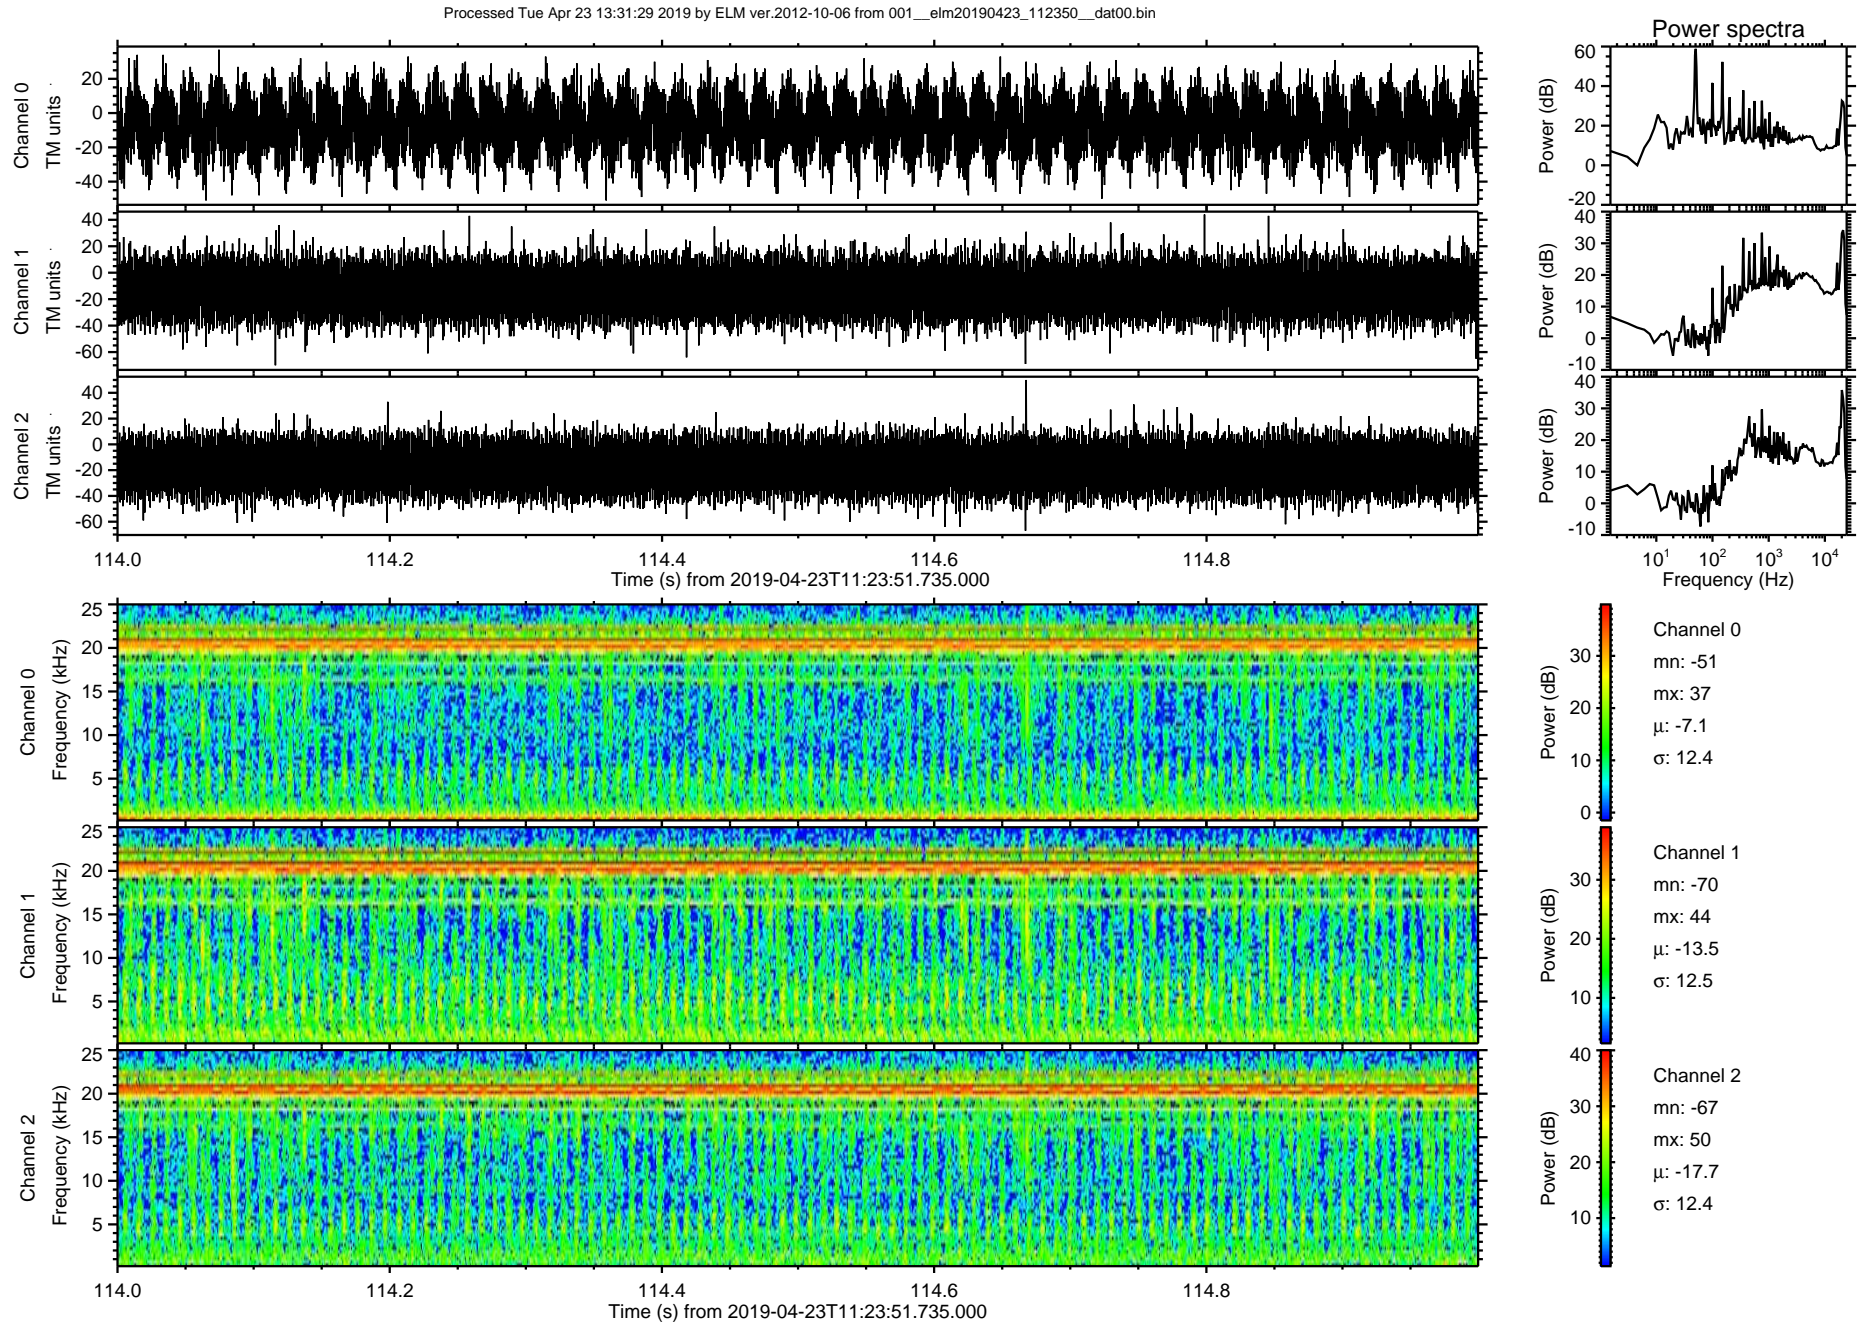 Processed Tue Apr 23 13:31:29 2019 by ELM ver.2012-10-06 from 001__elm20190423_112350__dat00.bin
Power spectra
Channel 0
TM units
20
0
-20
-40
Power (dB)
60
40
20
0
-20
Channel 1
TM units
40
20
0
-20
-40
-60
Power (dB)
40
30
20
10
0
-10
Channel 2
TM units
40
20
0
-20
-40
-60
Power (dB)
40
30
20
10
0
-10
114.0 114.2 114.4 114.6 114.8
Time (s) from 2019-04-23T11:23:51.735.000
10¹ 10² 10³ 10⁴
Frequency (Hz)
Channel 0
Frequency (kHz)
25
20
15
10
5
Power (dB)
30
20
10
0
Channel 0
mn: -51
mx: 37
μ: -7.1
σ: 12.4
Channel 1
Frequency (kHz)
25
20
15
10
5
Power (dB)
30
20
10
Channel 1
mn: -70
mx: 44
μ: -13.5
σ: 12.5
Channel 2
Frequency (kHz)
25
20
15
10
5
Power (dB)
40
30
20
10
Channel 2
mn: -67
mx: 50
μ: -17.7
σ: 12.4
114.0 114.2 114.4 114.6 114.8
Time (s) from 2019-04-23T11:23:51.735.000